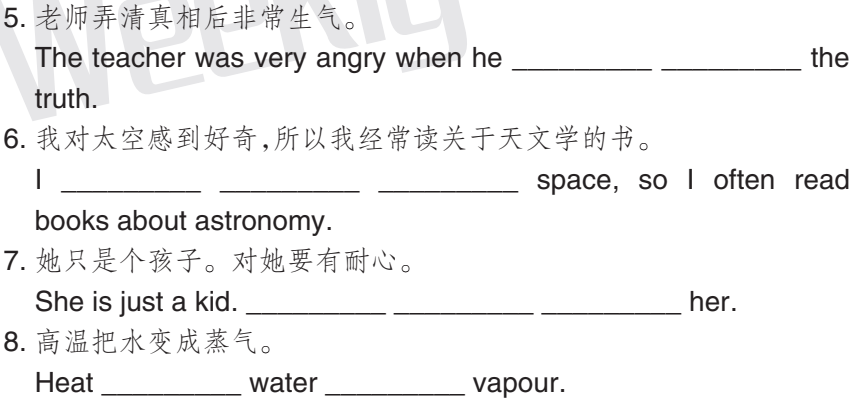 5. 老师弄清真相后非常生气。
The teacher was very angry when he _________ _________ the
truth.
6. 我对太空感到好奇,所以我经常读关于天文学的书。
I _________ _________ _________ space, so I often read
books about astronomy.
7. 她只是个孩子。对她要有耐心。
She is just a kid. _________ _________ _________ her.
8. 高温把水变成蒸气。
Heat _________ water _________ vapour.
Weekly